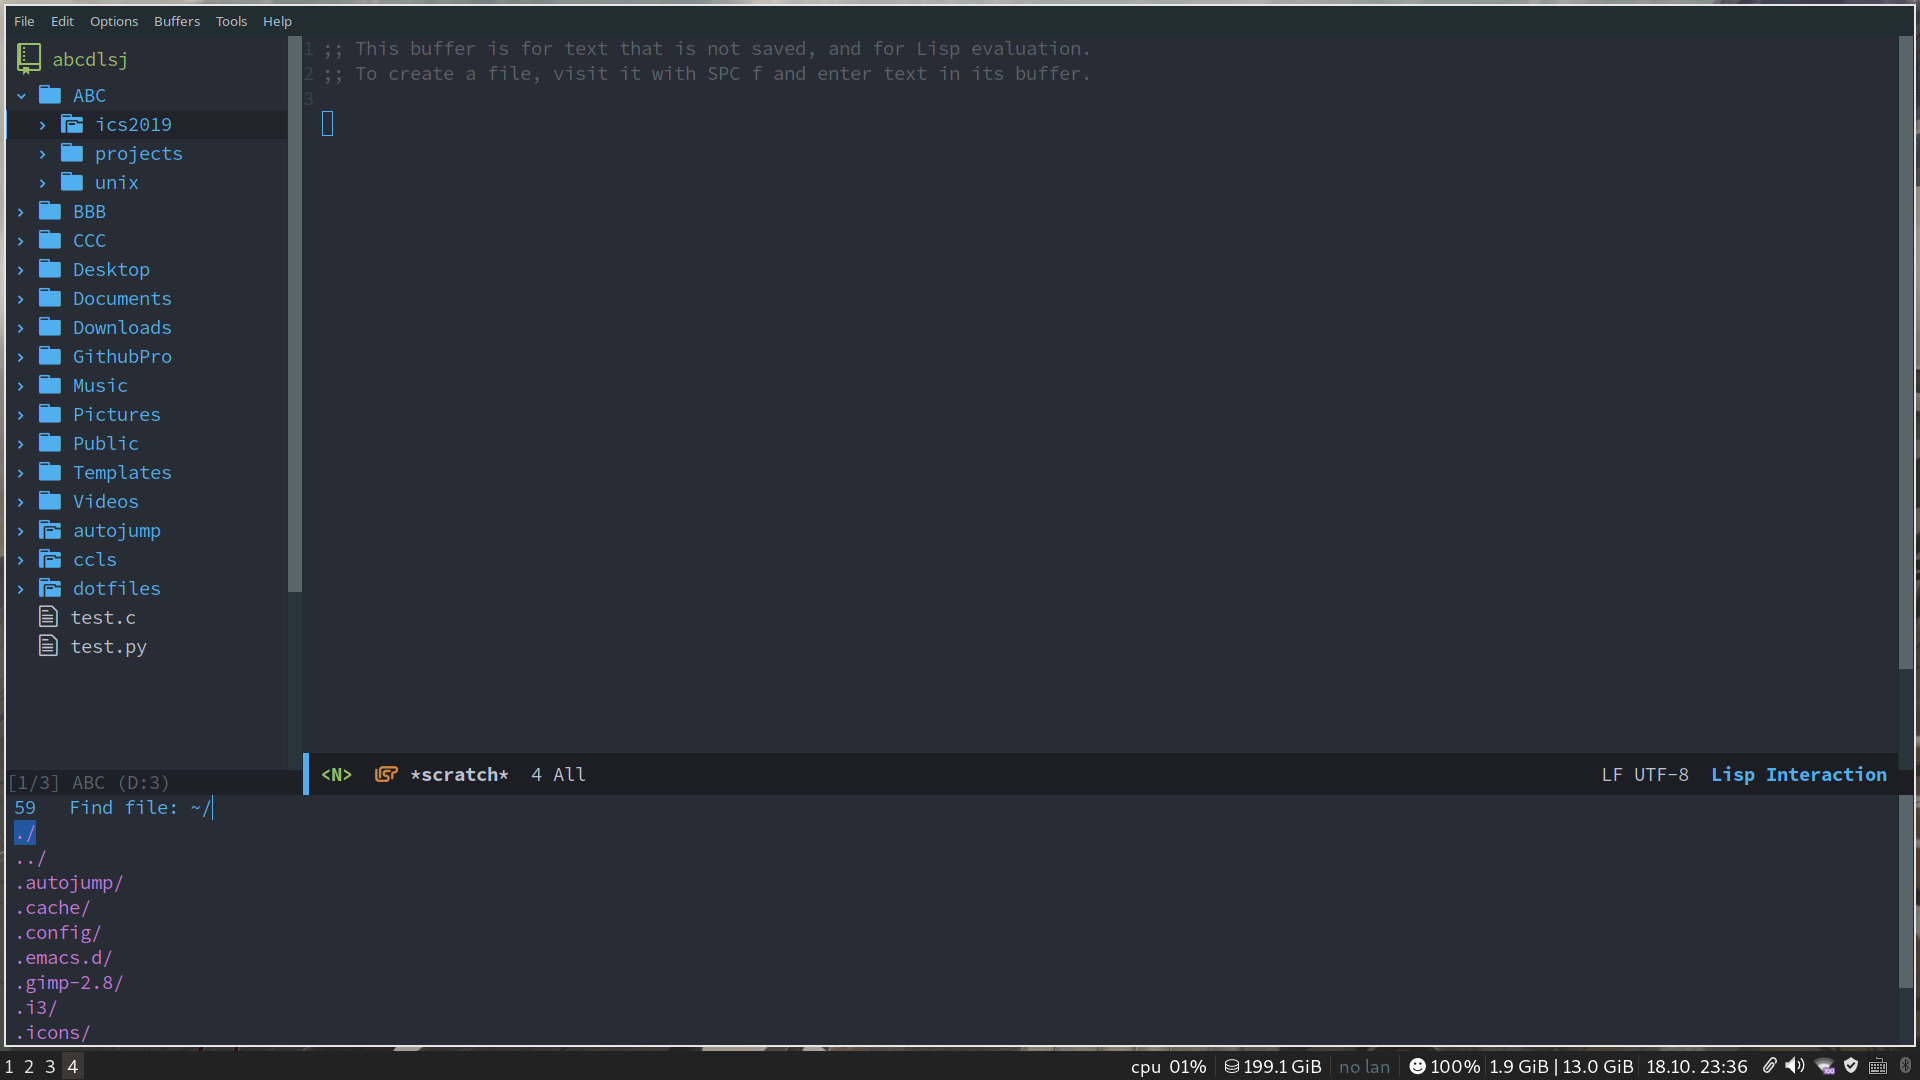 File Edit Options Buffers Tools Help
abcdlsj
ABC
ics2019
projects
unix
BBB
CCC
Desktop
Documents
Downloads
GithubPro
Music
Pictures
Public
Templates
Videos
autojump
ccls
dotfiles
test.c
test.py
[1/3] ABC (D:3)
1 ;; This buffer is for text that is not saved, and for Lisp evaluation.
2 ;; To create a file, visit it with SPC f and enter text in its buffer.
3
<N> *scratch* 4 All LF UTF-8 Lisp Interaction
59 Find file: ~/
./
../
.autojump/
.cache/
.config/
.emacs.d/
.gimp-2.8/
.i3/
.icons/
1 2 3 4 cpu 01% 199.1 GiB no lan 100% 1.9 GiB | 13.0 GiB 18.10. 23:36